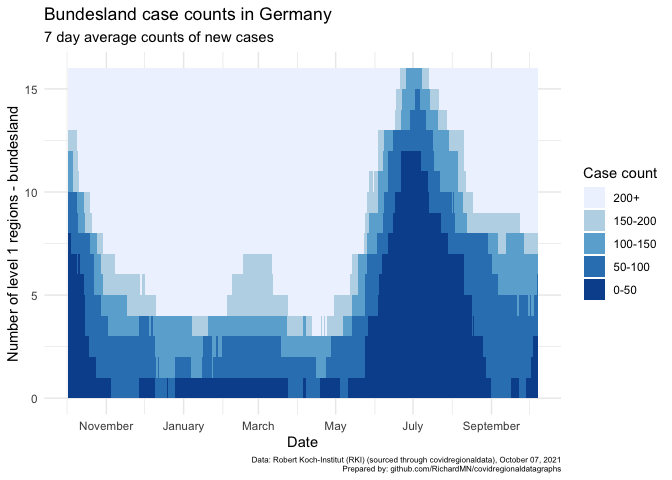 Bundesland case counts in Germany
7 day average counts of new cases
Number of level 1 regions - bundesland
15
10
5
0
November January March May July September
Date
Case count
200+
150-200
100-150
50-100
0-50
Data: Robert Koch-Institut (RKI) (sourced through covidregionaldata), October 07, 2021
Prepared by: github.com/RichardMN/covidregionaldatagraphs